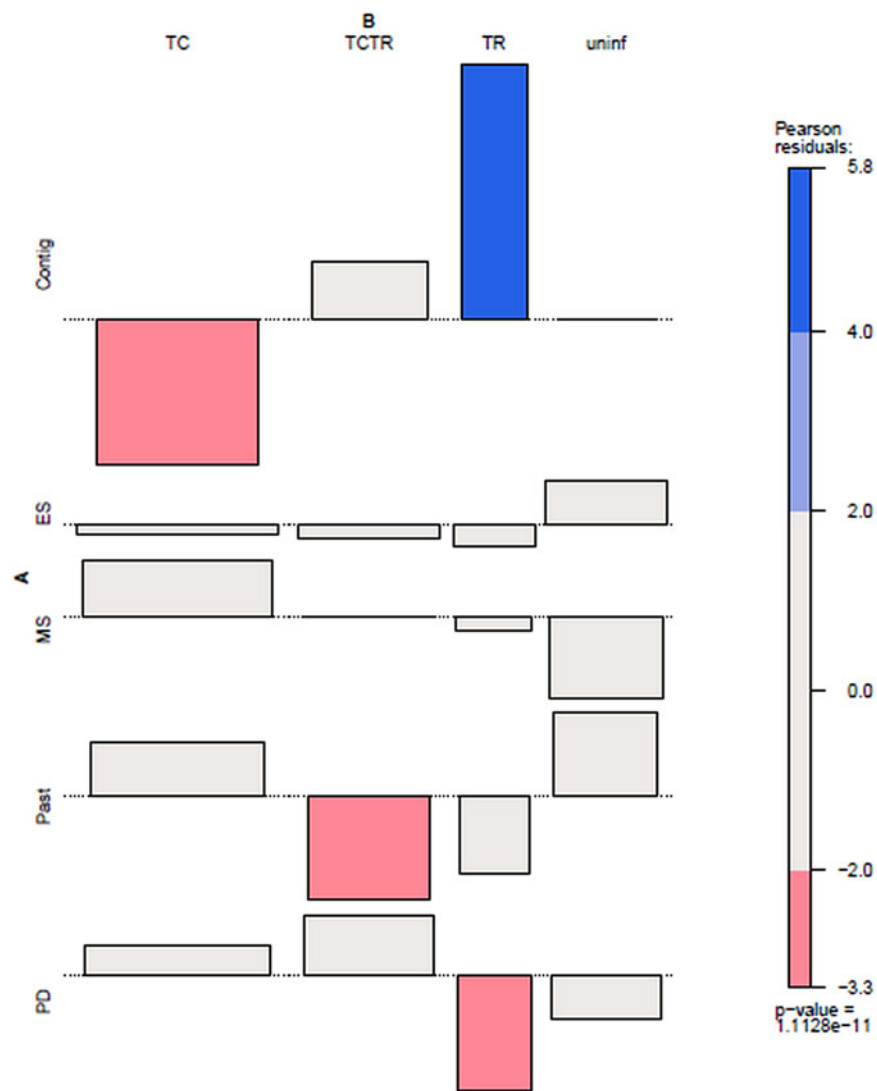 B
TC TCTR TR uninf
Pearson
residuals:
5.8
4.0
2.0
0.0
−2.0
−3.3
p−value =
1.1128e−11
A
Contig
ES
MS
Past
PD